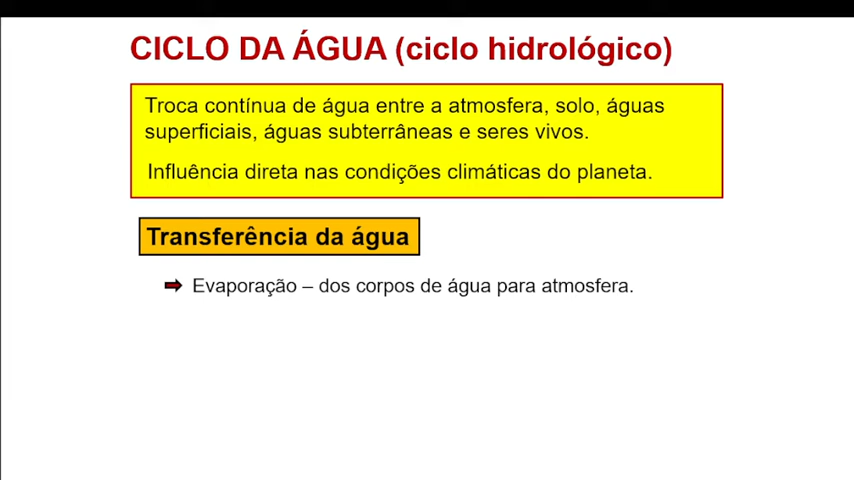 CICLO DA ÁGUA (ciclo hidrológico)
Troca contínua de água entre a atmosfera, solo, águas
superficiais, águas subterrâneas e seres vivos.
Influência direta nas condições climáticas do planeta.
Transferência da água
Evaporação – dos corpos de água para atmosfera.